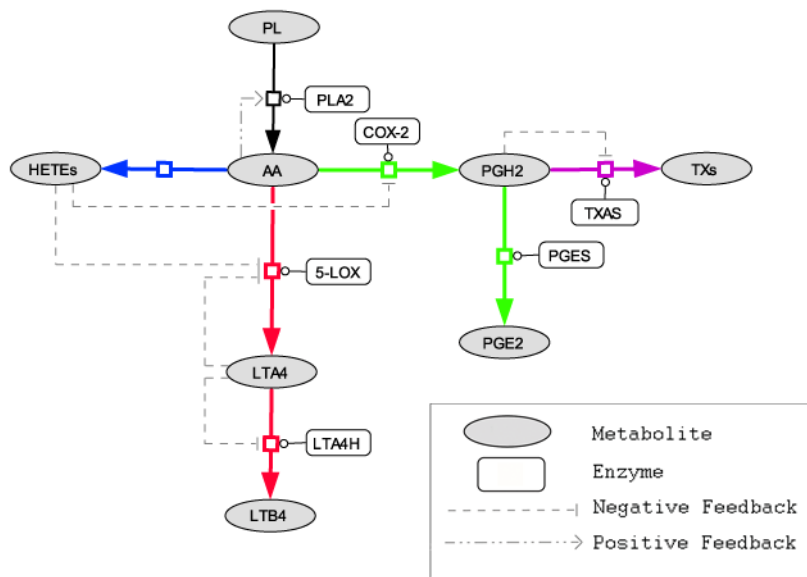 PL
PLA2
COX-2
HETEs
AA
PGH2
TXs
TXAS
5-LOX
PGES
PGE2
LTA4
LTA4H
LTB4
Metabolite
Enzyme
Negative Feedback
Positive Feedback